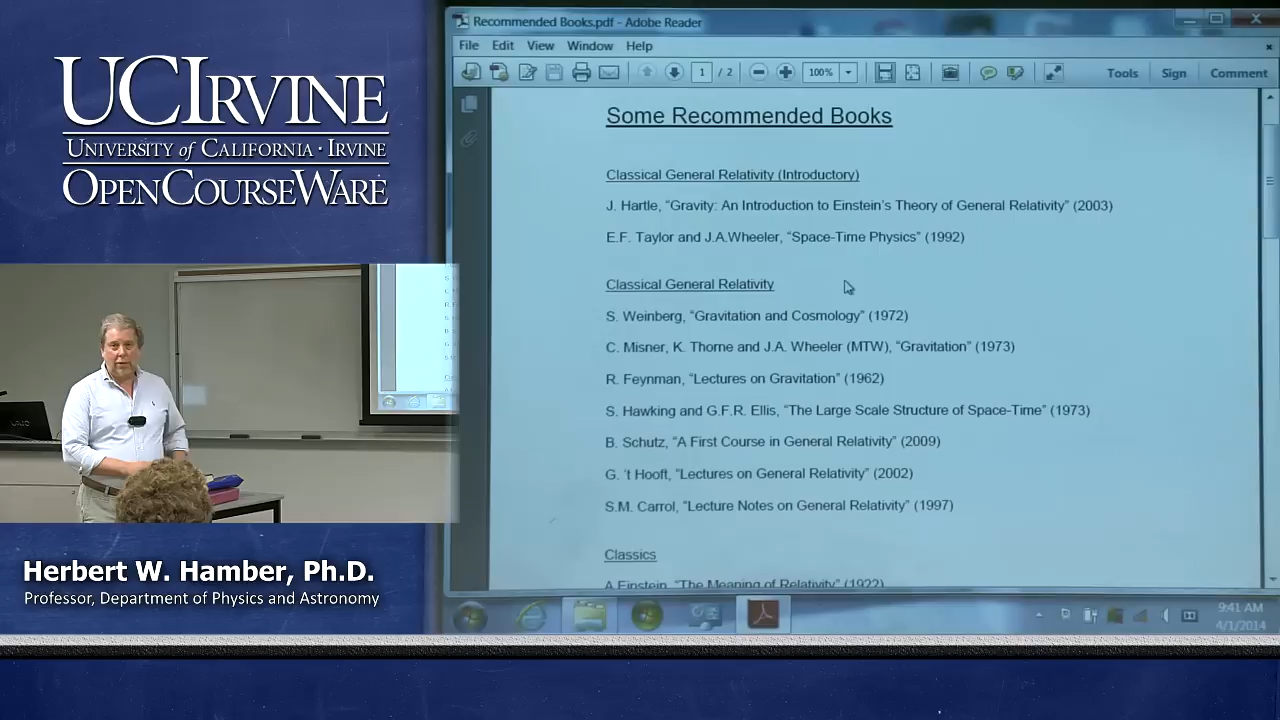 UCIRVINE
UNIVERSITY of CALIFORNIA · IRVINE
OPENCOURSEWARE
Herbert W. Hamber, Ph.D.
Professor, Department of Physics and Astronomy
Recommended Books.pdf - Adobe Reader
File Edit View Window Help
1 / 2 100% Tools Sign Comment
Some Recommended Books
Classical General Relativity (Introductory)
J. Hartle, “Gravity: An Introduction to Einstein’s Theory of General Relativity” (2003)
E.F. Taylor and J.A.Wheeler, “Space-Time Physics” (1992)
Classical General Relativity
S. Weinberg, “Gravitation and Cosmology” (1972)
C. Misner, K. Thorne and J.A. Wheeler (MTW), “Gravitation” (1973)
R. Feynman, “Lectures on Gravitation” (1962)
S. Hawking and G.F.R. Ellis, “The Large Scale Structure of Space-Time” (1973)
B. Schutz, “A First Course in General Relativity” (2009)
G. ’t Hooft, “Lectures on General Relativity” (2002)
S.M. Carrol, “Lecture Notes on General Relativity” (1997)
Classics
A.Einstein, “The Meaning of Relativity” (1922)
9:41 AM
4/1/2014